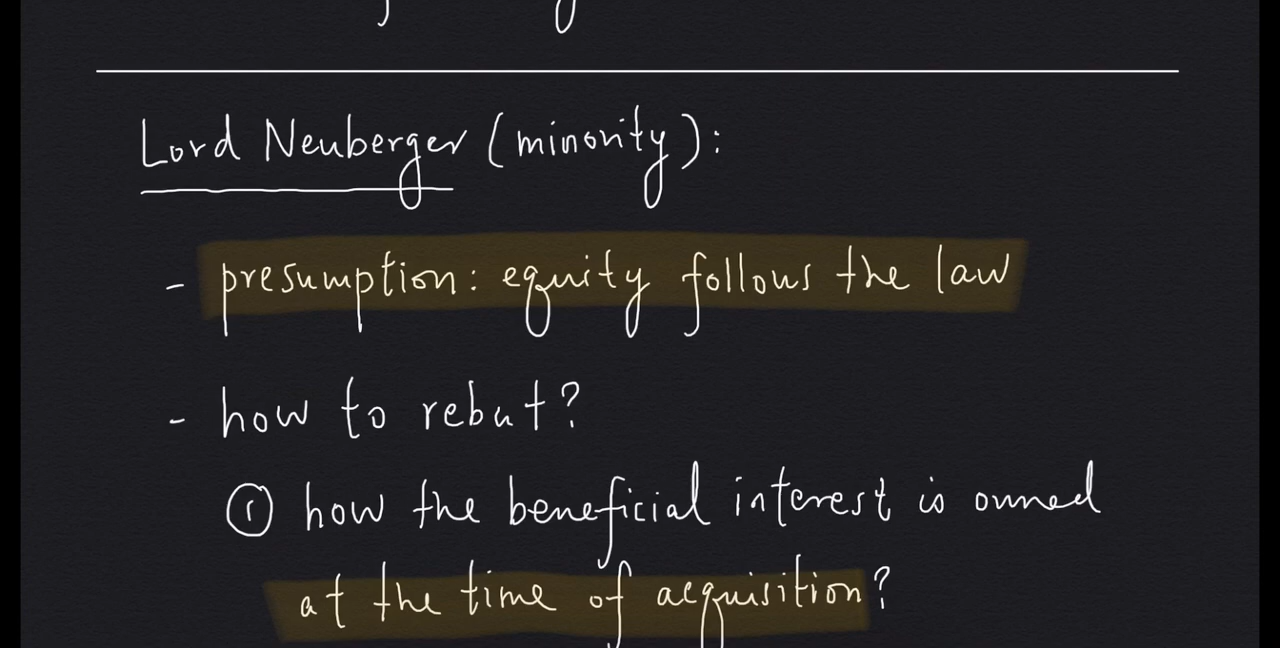 Lord Neuberger (minority):
- presumption: equity follows the law
- how to rebut?
① how the beneficial interest is owned
at the time of acquisition?